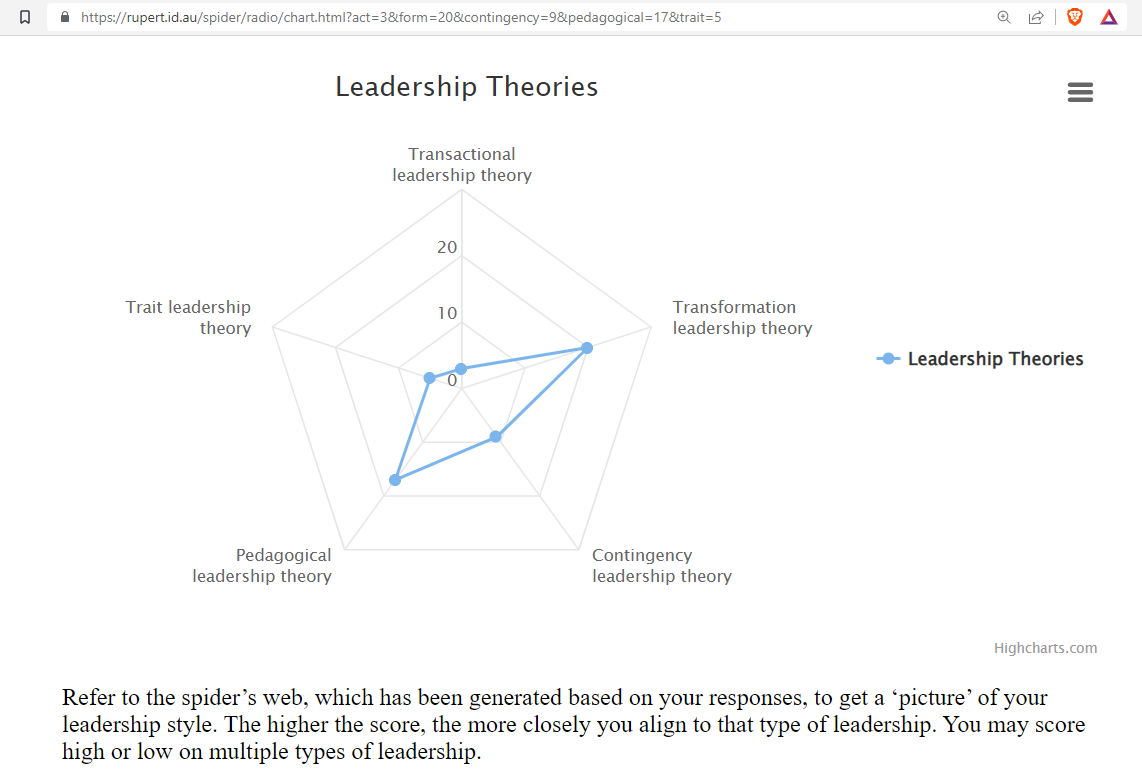 https://rupert.id.au/spider/radio/chart.html?act=3&form=20&contingency=9&pedagogical=17&trait=5
Leadership Theories
Transactional
leadership theory
20
10
0
Trait leadership
theory
Transformation
leadership theory
Leadership Theories
Pedagogical
leadership theory
Contingency
leadership theory
Highcharts.com
Refer to the spider’s web, which has been generated based on your responses, to get a ‘picture’ of your
leadership style. The higher the score, the more closely you align to that type of leadership. You may score
high or low on multiple types of leadership.